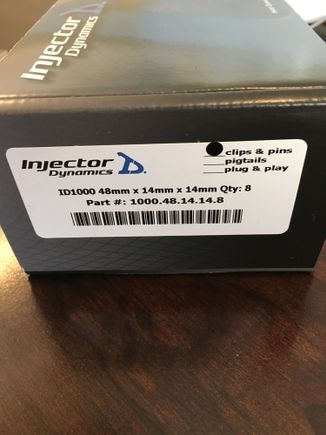 Injector
Dynamics
clips & pins
Injector
Dynamics
pigtails
plug & play
ID1000 48mm x 14mm x 14mm Qty: 8
Part #: 1000.48.14.14.8